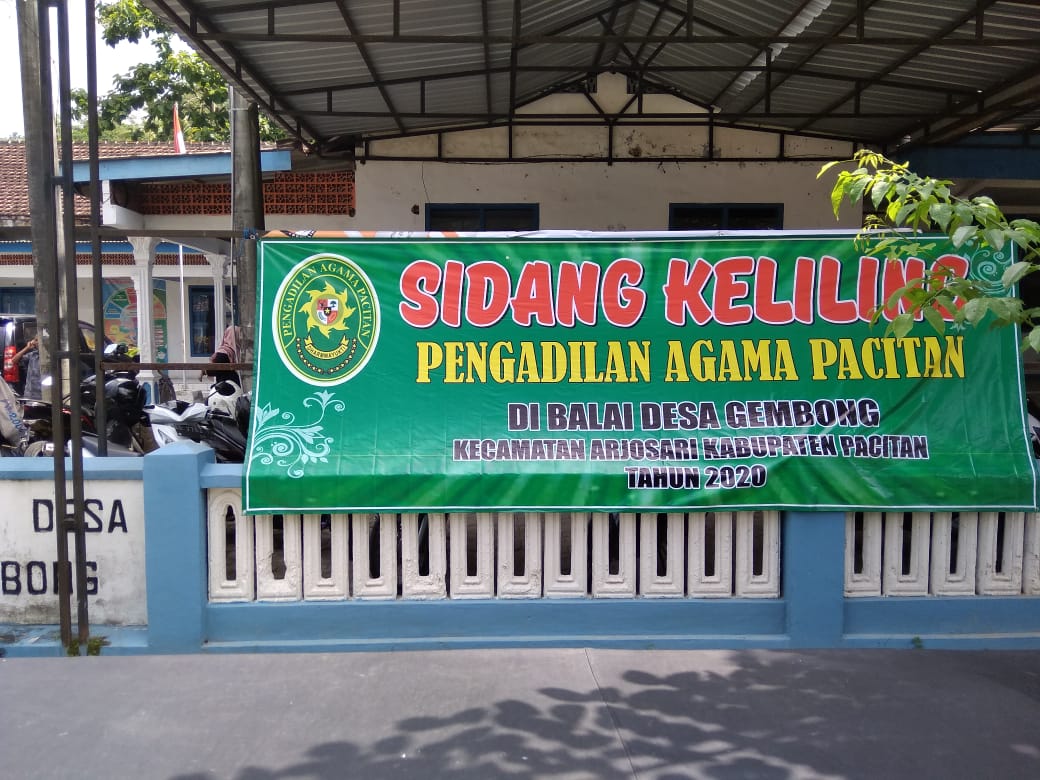 PENGADILAN AGAMA PACITAN
DHARMMAYUKTI
SIDANG KELILING
PENGADILAN AGAMA PACITAN
DI BALAI DESA GEMBONG
KECAMATAN ARJOSARI KABUPATEN PACITAN
TAHUN 2020
DESA
BONG